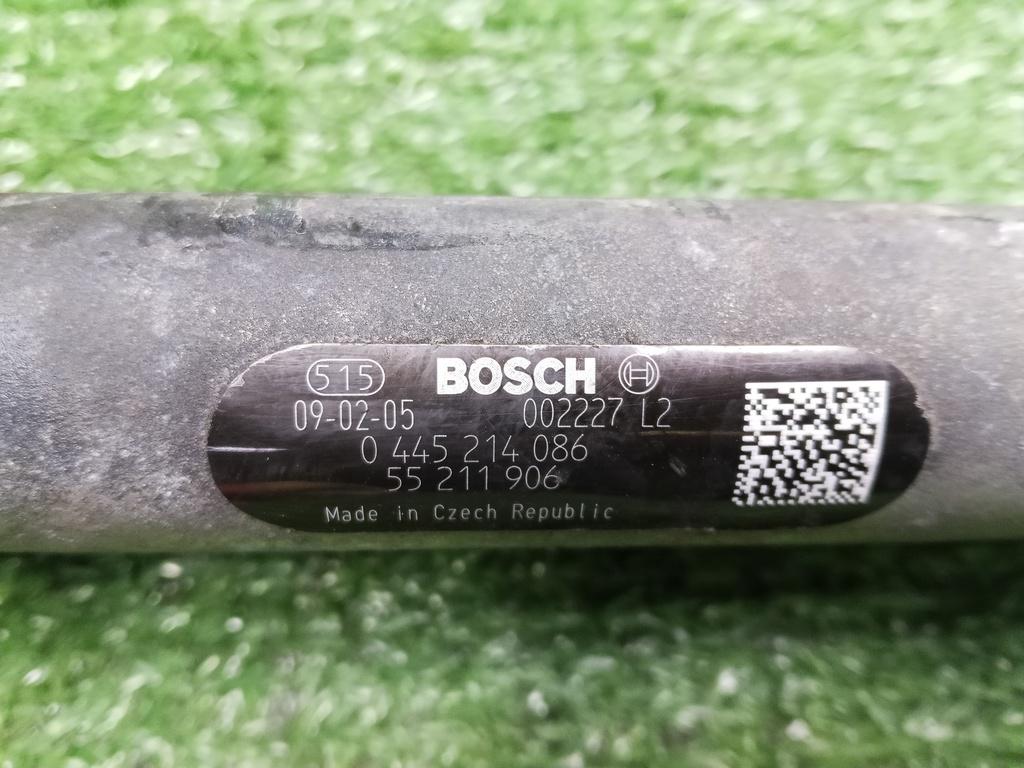 515 BOSCH
09-02-05 002227 L2
0 445 214 086
55 211 906
Made in Czech Republic